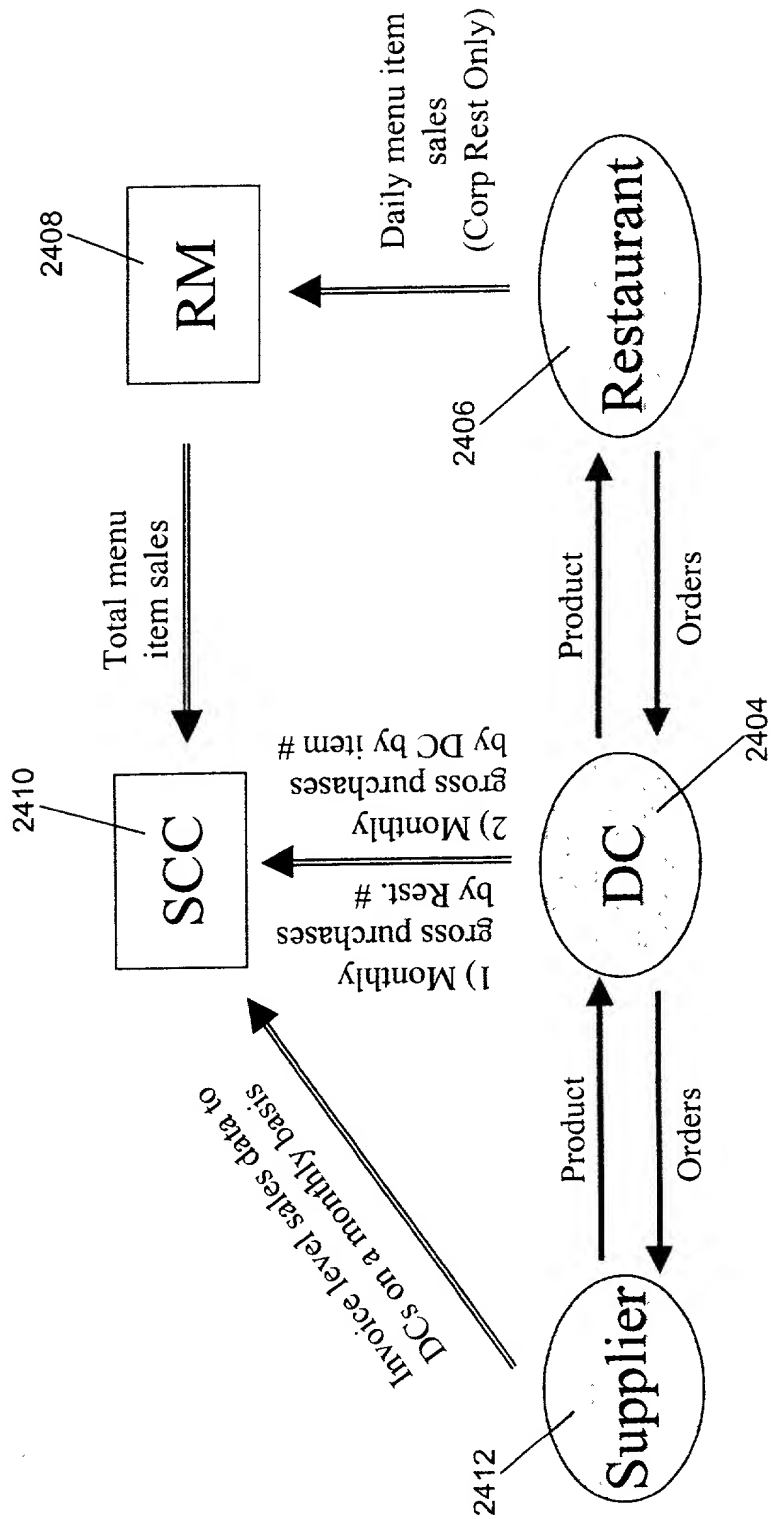 2410
SCC
Total menu
item sales
2408
RM
Invoice level sales data to
DCs on a monthly basis
1) Monthly
gross purchases
by Rest. #
2) Monthly
gross purchases
by DC by item #
Daily menu item
sales
(Corp Rest Only)
2412
Supplier
Product
Orders
DC
2404
Product
Orders
2406
Restaurant